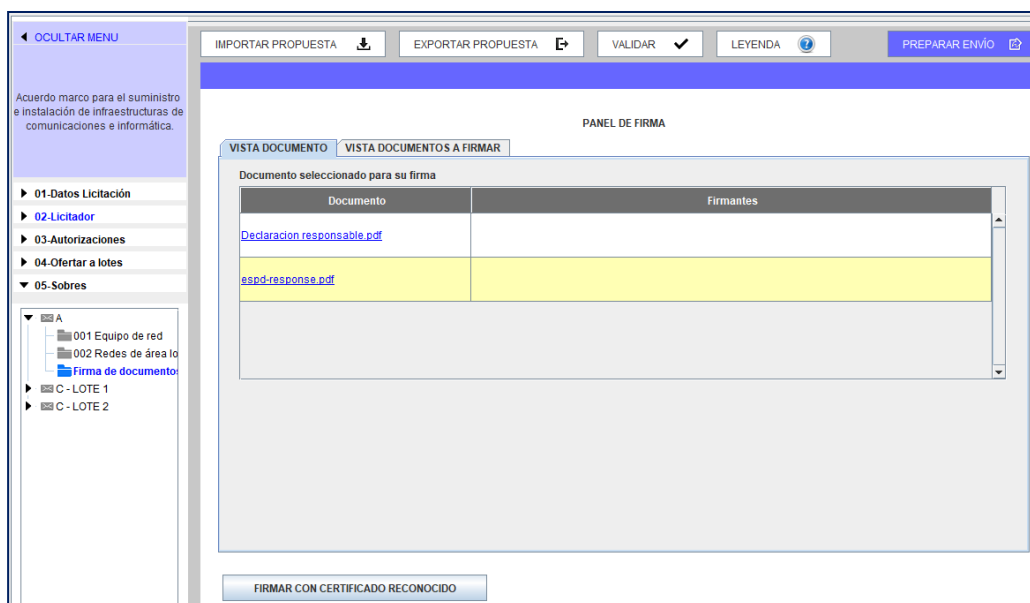 OCULTAR MENU
Acuerdo marco para el suministro
e instalación de infraestructuras de
comunicaciones e informática.
01-Datos Licitación
02-Licitador
03-Autorizaciones
04-Ofertar a lotes
05-Sobres
A
001 Equipo de red
002 Redes de área lo
Firma de documentos
C - LOTE 1
C - LOTE 2
IMPORTAR PROPUESTA
EXPORTAR PROPUESTA
VALIDAR
LEYENDA
PREPARAR ENVÍO
PANEL DE FIRMA
VISTA DOCUMENTO
VISTA DOCUMENTOS A FIRMAR
Documento seleccionado para su firma
Documento Firmantes
Declaracion responsable.pdf
espd-response.pdf
FIRMAR CON CERTIFICADO RECONOCIDO